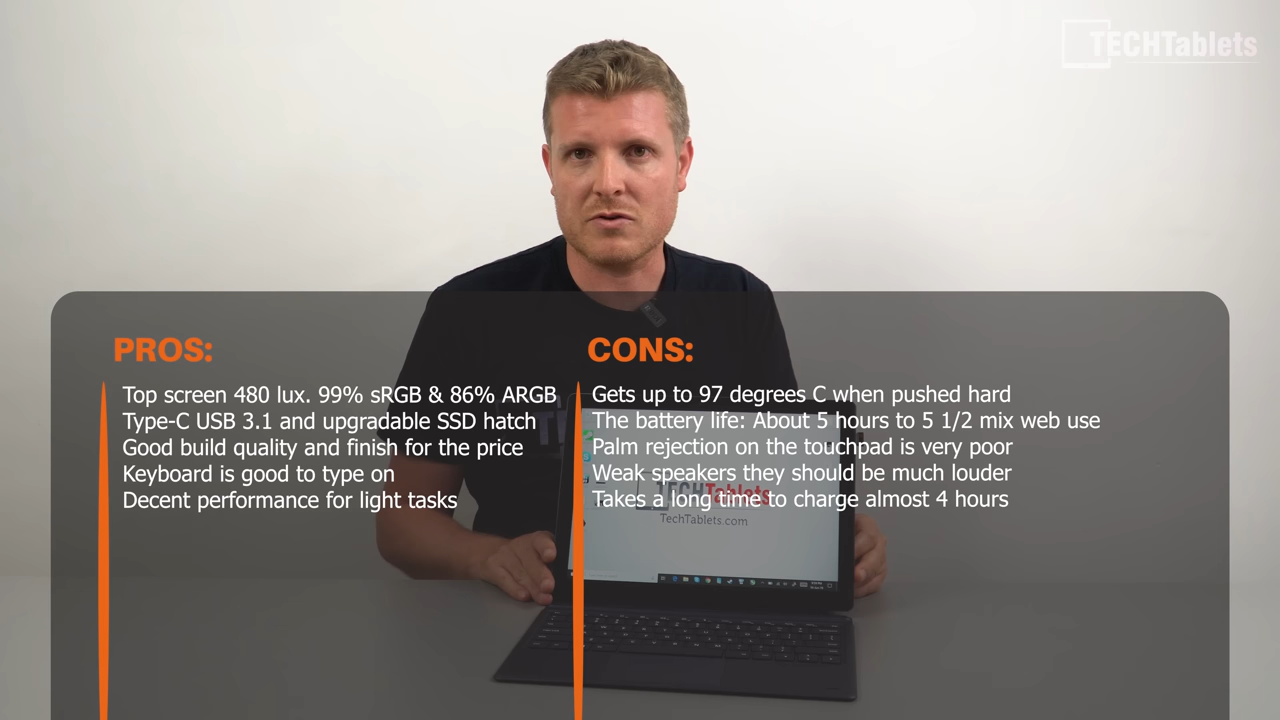 TECHTablets
PROS:
Top screen 480 lux. 99% sRGB & 86% ARGB
Type-C USB 3.1 and upgradable SSD hatch
Good build quality and finish for the price
Keyboard is good to type on
Decent performance for light tasks
CONS:
Gets up to 97 degrees C when pushed hard
The battery life: About 5 hours to 5 1/2 mix web use
Palm rejection on the touchpad is very poor
Weak speakers they should be much louder
Takes a long time to charge almost 4 hours
TECHTablets
TechTablets.com